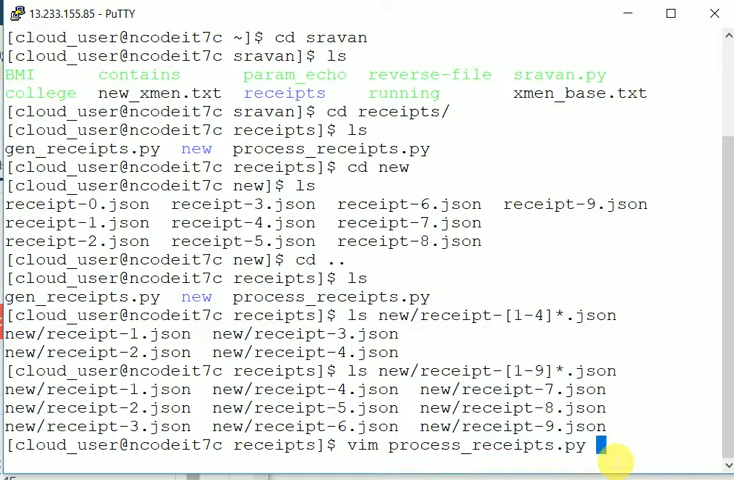 13.233.155.85 - PuTTY
[cloud_user@ncodeit7c ~]$ cd sravan
[cloud_user@ncodeit7c sravan]$ ls
BMI contains param_echo reverse-file sravan.py
college new_xmen.txt receipts running xmen_base.txt
[cloud_user@ncodeit7c sravan]$ cd receipts/
[cloud_user@ncodeit7c receipts]$ ls
gen_receipts.py new process_receipts.py
[cloud_user@ncodeit7c receipts]$ cd new
[cloud_user@ncodeit7c new]$ ls
receipt-0.json receipt-3.json receipt-6.json receipt-9.json
receipt-1.json receipt-4.json receipt-7.json
receipt-2.json receipt-5.json receipt-8.json
[cloud_user@ncodeit7c new]$ cd ..
[cloud_user@ncodeit7c receipts]$ ls
gen_receipts.py new process_receipts.py
[cloud_user@ncodeit7c receipts]$ ls new/receipt-[1-4]*.json
new/receipt-1.json new/receipt-3.json
new/receipt-2.json new/receipt-4.json
[cloud_user@ncodeit7c receipts]$ ls new/receipt-[1-9]*.json
new/receipt-1.json new/receipt-4.json new/receipt-7.json
new/receipt-2.json new/receipt-5.json new/receipt-8.json
new/receipt-3.json new/receipt-6.json new/receipt-9.json
[cloud_user@ncodeit7c receipts]$ vim process_receipts.py